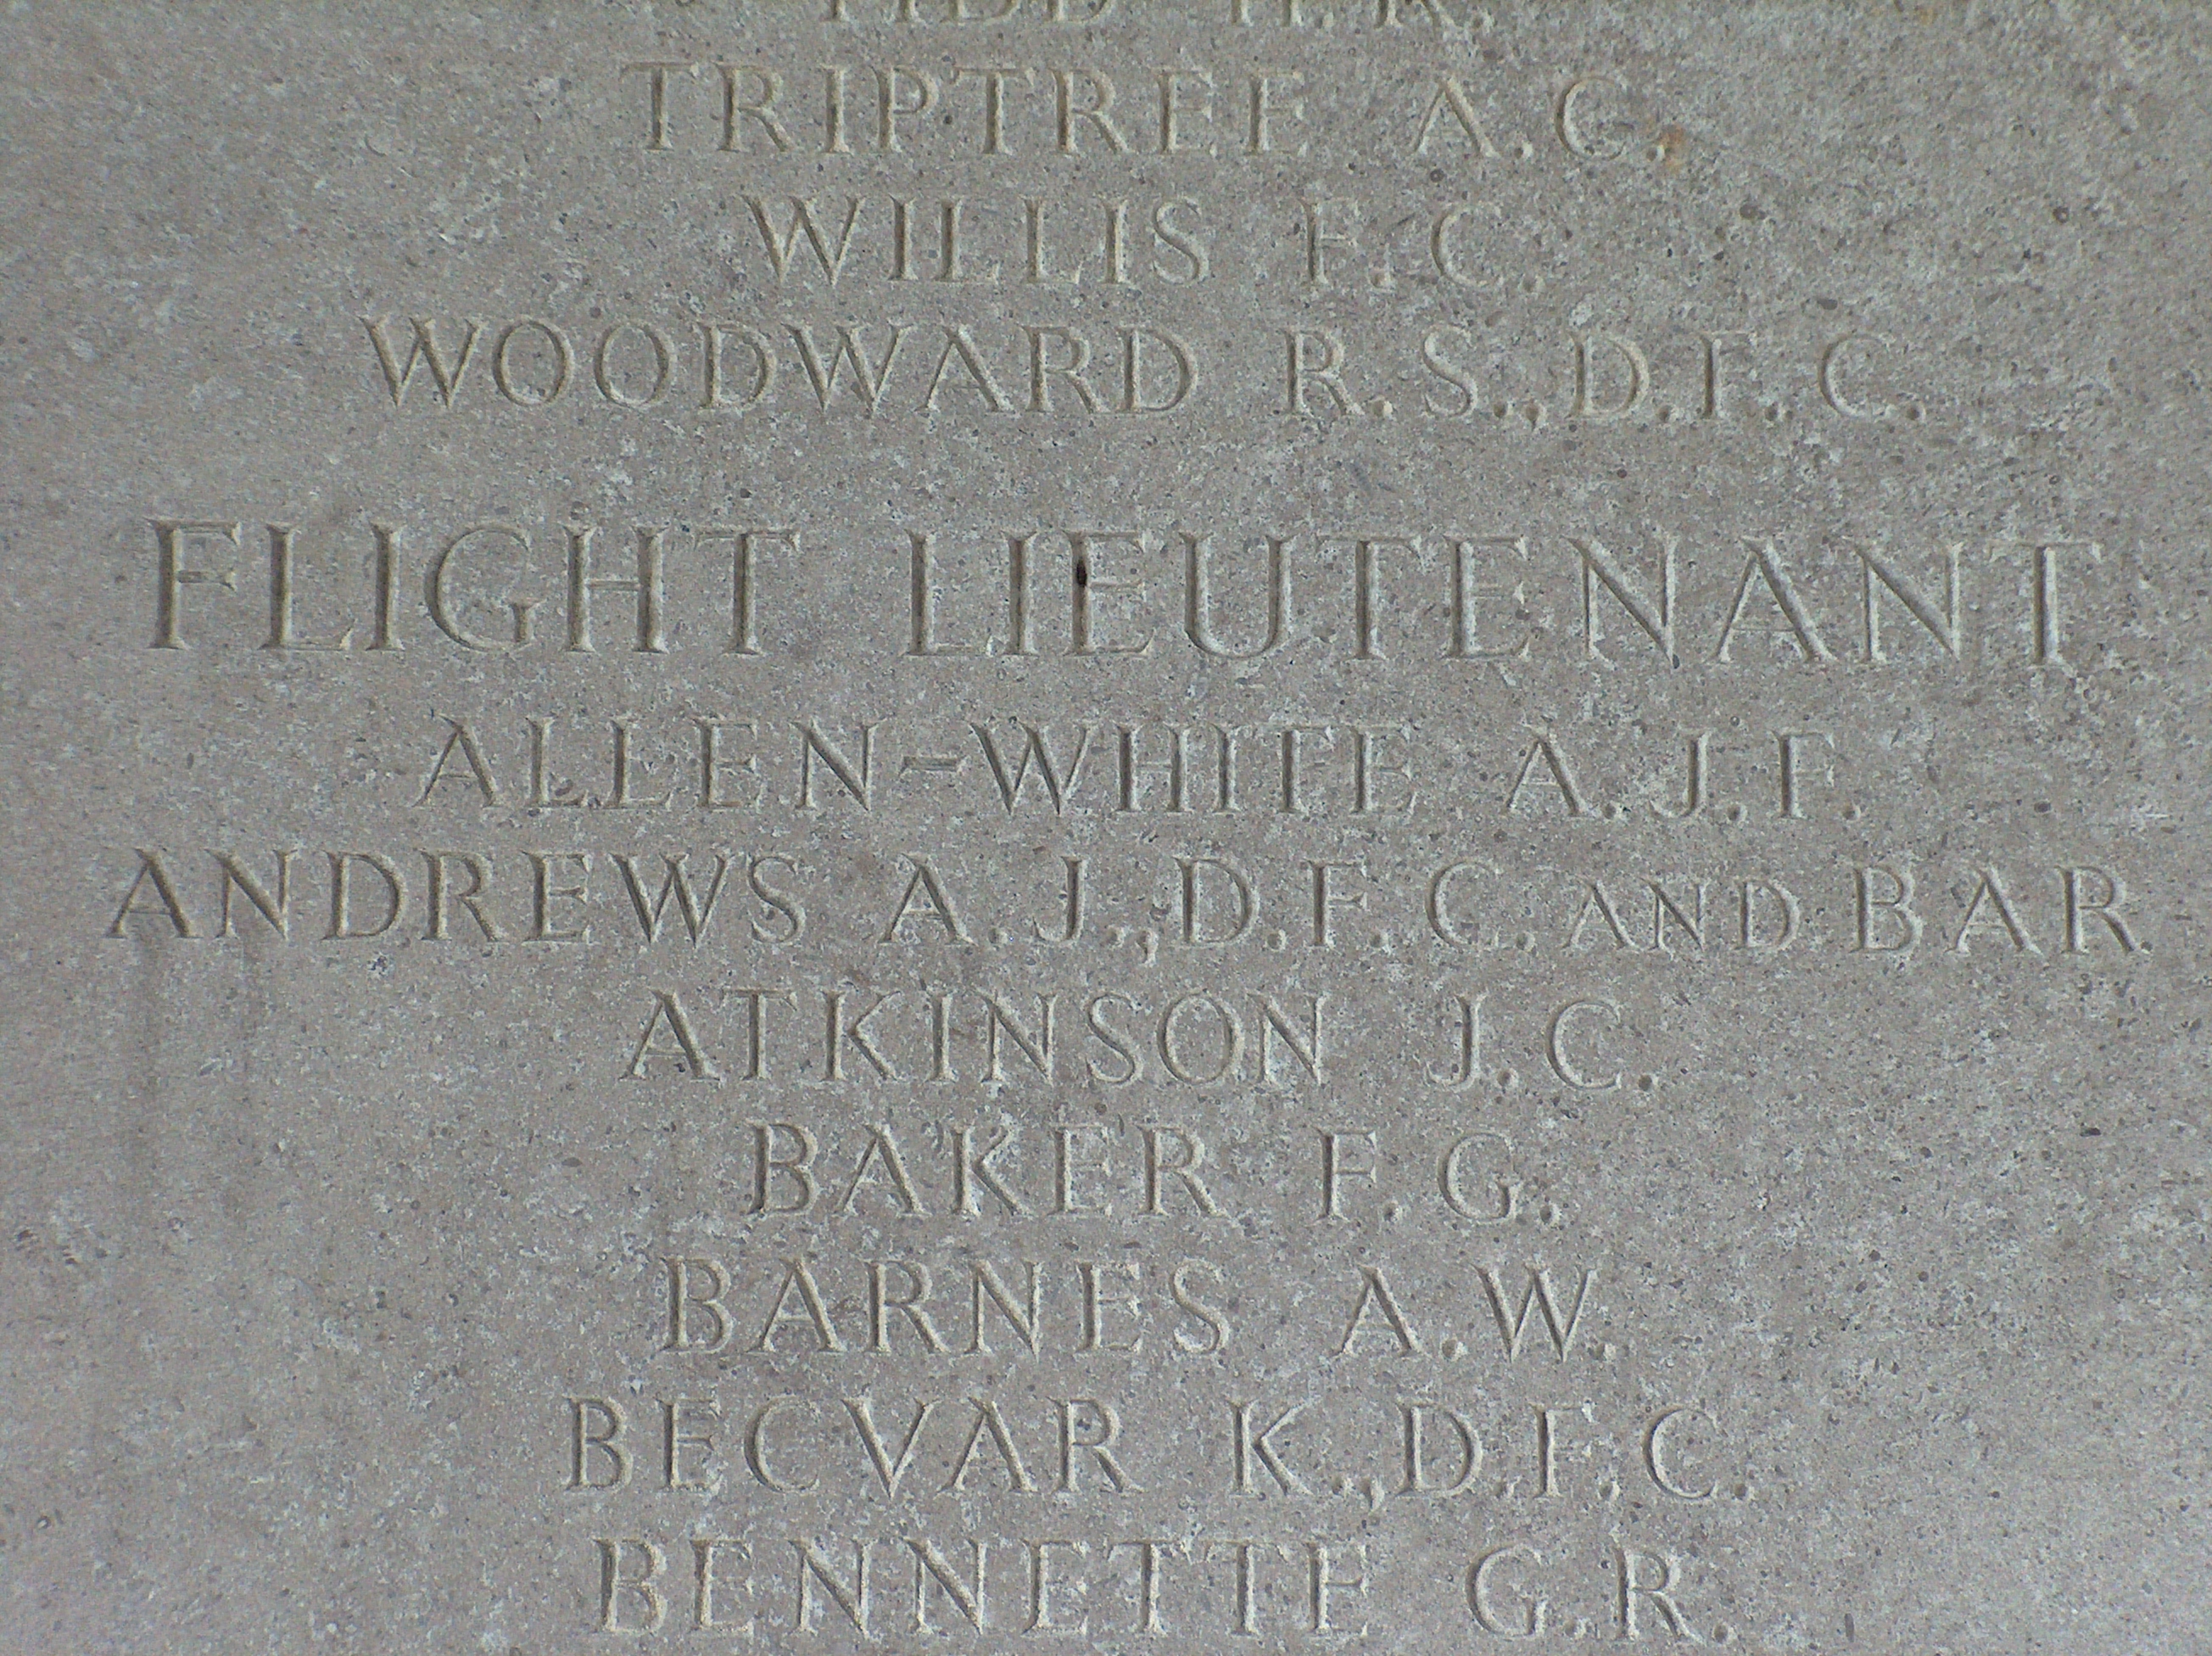 TRIPTREE A.C.
WILLIS F.C.
WOODWARD R.S.,D.F.C.
FLIGHT LIEUTENANT
ALLEN-WHITE A.J.F.
ANDREWS A.J.,D.F.C. AND BAR
ATKINSON J.C.
BAKER F.G.
BARNES A.W.
BECVAR K.,D.F.C.
BENNETTE G.R.